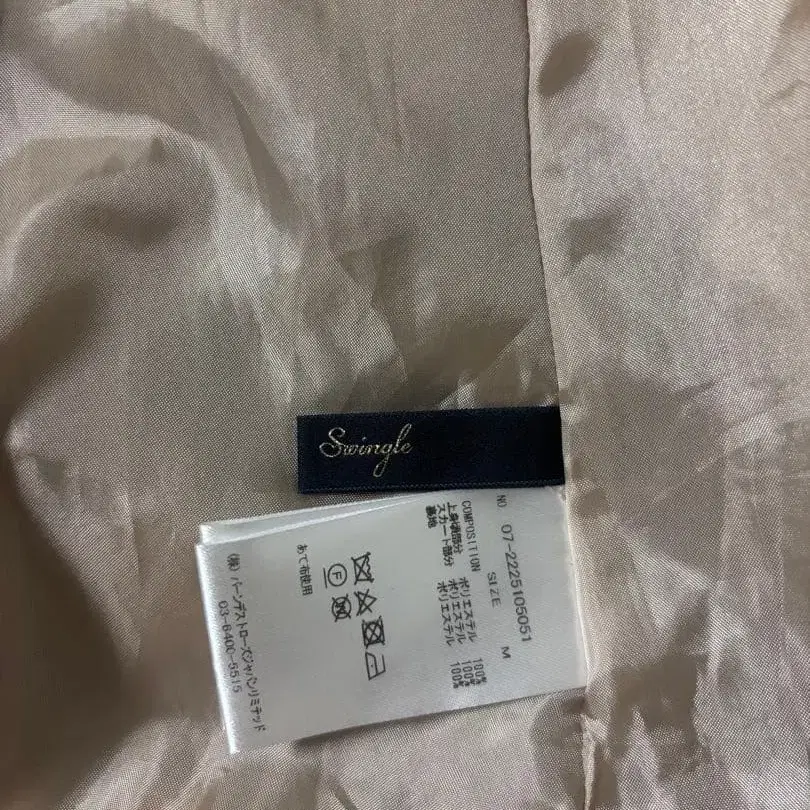 Swingle
NO 07-2225105051
SIZE M
COMPOSITION
上身頃部分 ポリエステル 100%
スカート部分 ポリエステル 100%
裏地 ポリエステル 100%
F
あて布使用
(株)バーンデストローズジャパンリミテッド
03-6400-5515